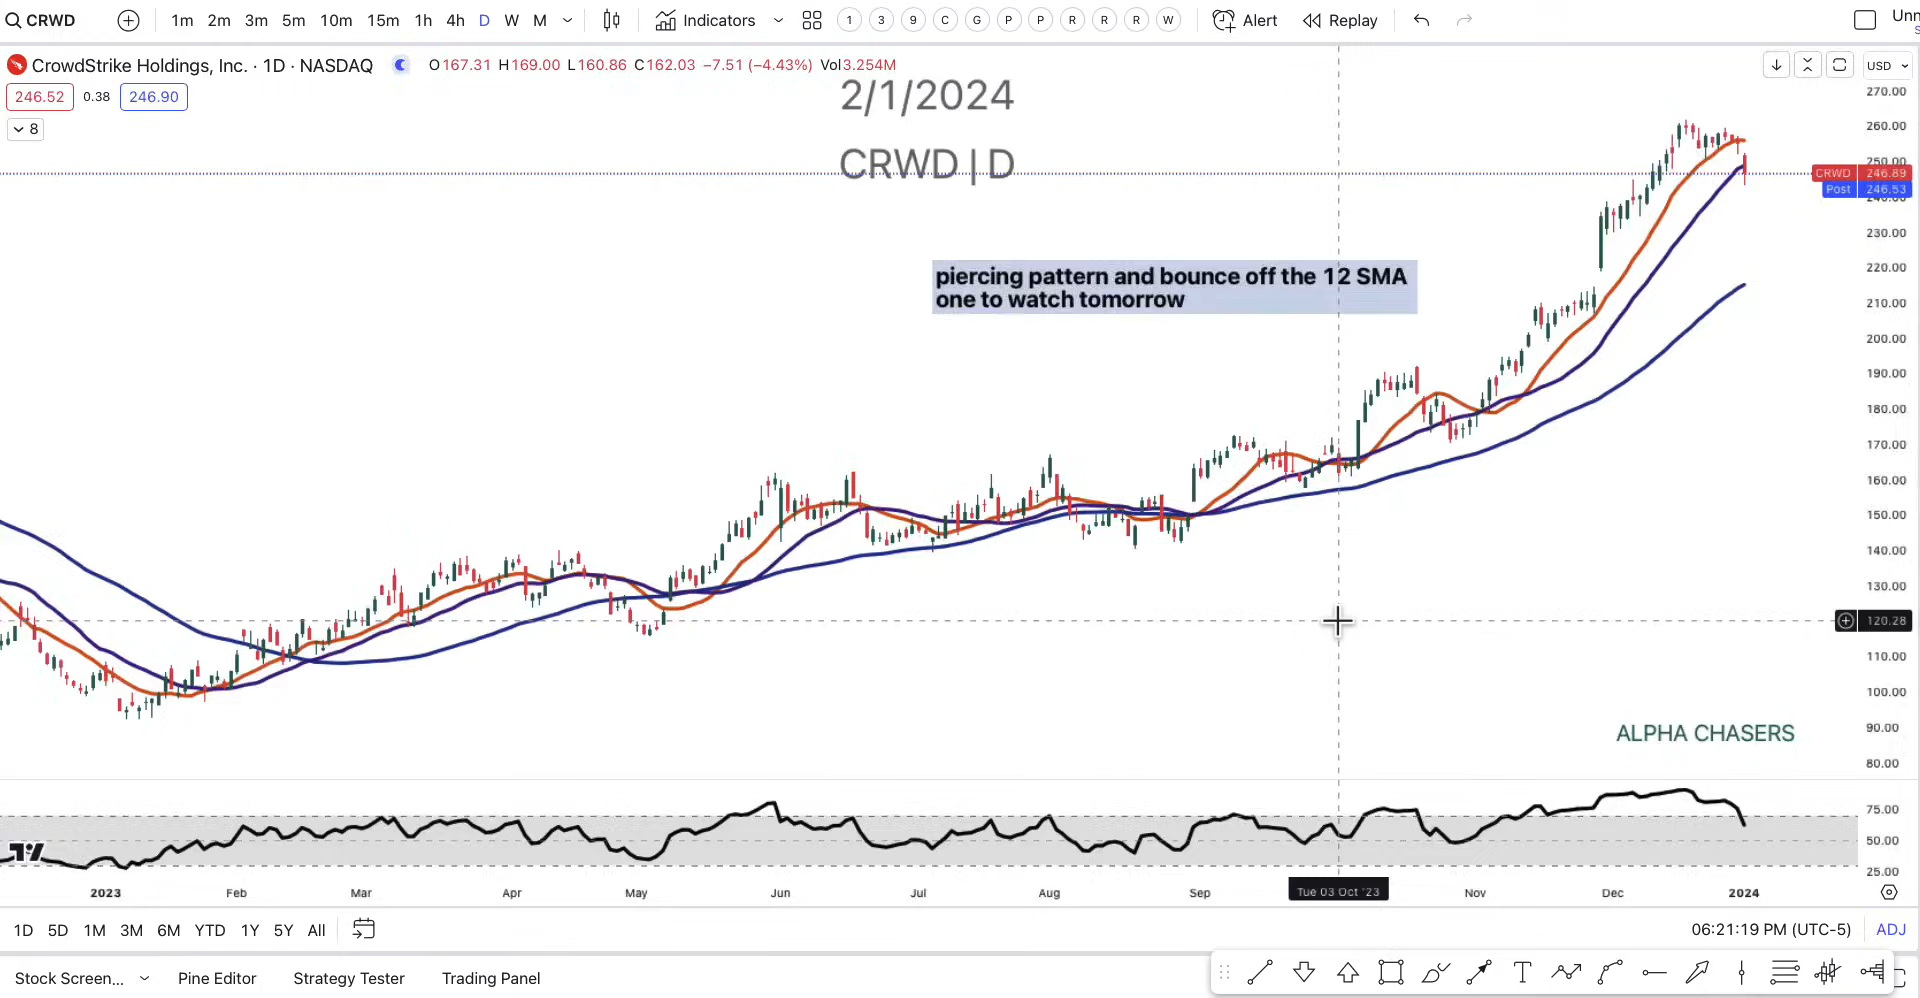 CRWD 1m 2m 3m 5m 10m 15m 1h 4h D W M Indicators 1 3 9 C G P P R R R W Alert Replay Unn
S
CrowdStrike Holdings, Inc. · 1D · NASDAQ O167.31 H169.00 L160.86 C162.03 −7.51 (−4.43%) Vol3.254M USD
246.52 0.38 246.90
8
2/1/2024
CRWD | D
piercing pattern and bounce off the 12 SMA
one to watch tomorrow
270.00
260.00
250.00
CRWD 246.89
Post 246.53
240.00
230.00
220.00
210.00
200.00
190.00
180.00
170.00
160.00
150.00
140.00
130.00
120.28
110.00
100.00
90.00
80.00
ALPHA CHASERS
75.00
50.00
25.00
2023 Feb Mar Apr May Jun Jul Aug Sep Tue 03 Oct '23 Nov Dec 2024
1D 5D 1M 3M 6M YTD 1Y 5Y All 06:21:19 PM (UTC-5) ADJ
Stock Screen... Pine Editor Strategy Tester Trading Panel